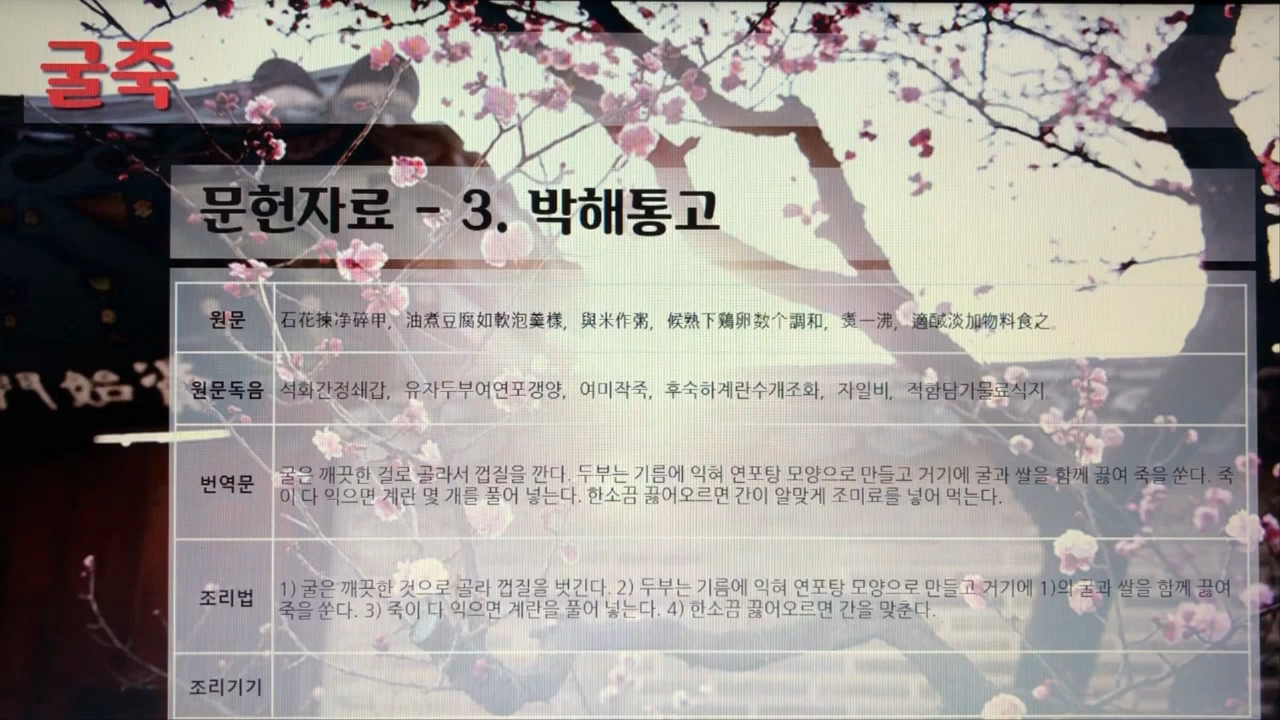 굴죽
문헌자료 - 3. 박해통고
원문 石花揀净碎甲, 油煮豆腐如軟泡羹樣, 與米作粥, 候熟下鷄卵数个調和, 煑一沸, 適醎淡加物料食之。
원문독음 석화간정쇄갑, 유자두부여연포갱양, 여미작죽, 후숙하계란수개조화, 자일비, 적함담가물료식지
번역문 굴은 깨끗한 걸로 골라서 껍질을 깐다. 두부는 기름에 익혀 연포탕 모양으로 만들고 거기에 굴과 쌀을 함께 끓여 죽을 쑨다. 죽
이 다 익으면 계란 몇 개를 풀어 넣는다. 한소끔 끓어오르면 간이 알맞게 조미료를 넣어 먹는다.
조리법 1) 굴은 깨끗한 것으로 골라 껍질을 벗긴다. 2) 두부는 기름에 익혀 연포탕 모양으로 만들고 거기에 1)의 굴과 쌀을 함께 끓여
죽을 쑨다. 3) 죽이 다 익으면 계란을 풀어 넣는다. 4) 한소끔 끓어오르면 간을 맞춘다.
조리기기
門始